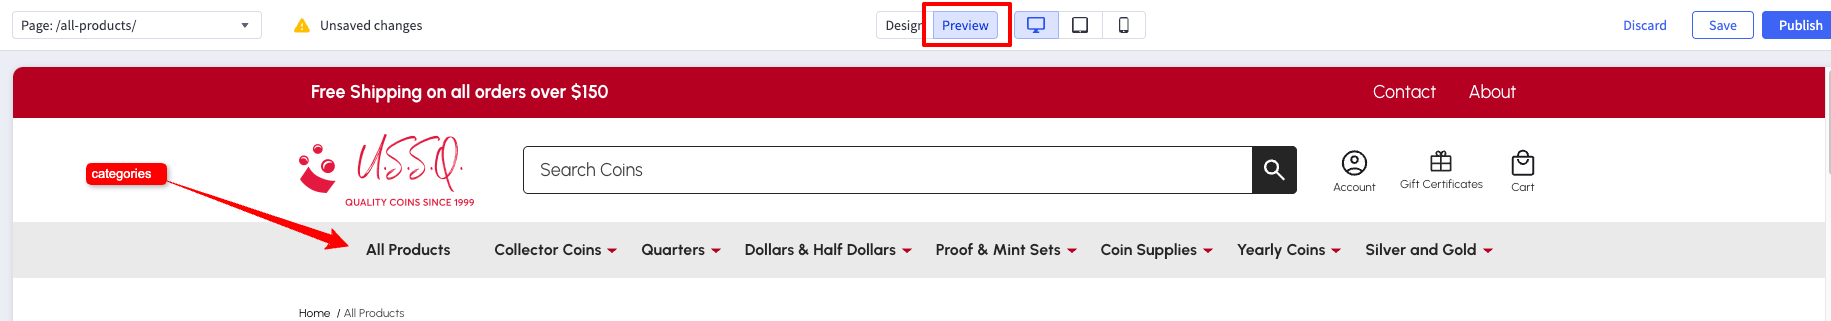 Page: /all-products/ Unsaved changes Design Preview Discard Save Publish
Free Shipping on all orders over $150 Contact About
U.S.S.Q.
QUALITY COINS SINCE 1999
Search Coins
Account Gift Certificates Cart
categories
All Products Collector Coins Quarters Dollars & Half Dollars Proof & Mint Sets Coin Supplies Yearly Coins Silver and Gold
Home / All Products